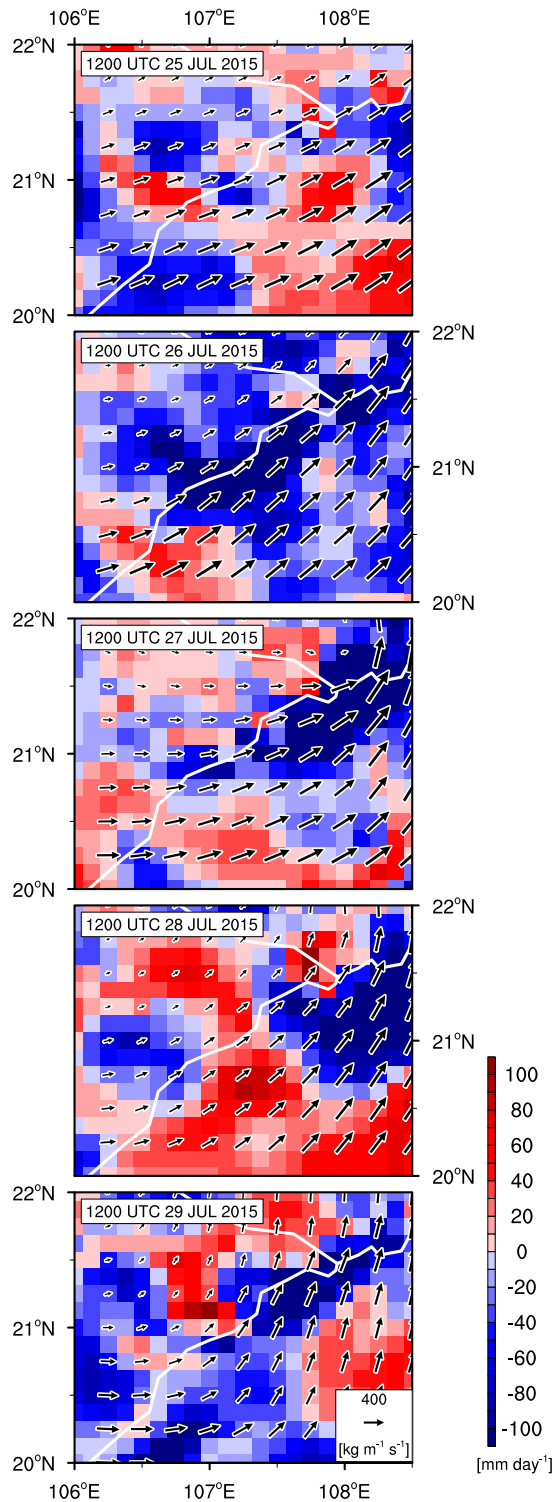 106°E 107°E 108°E
22°N
1200 UTC 25 JUL 2015
21°N
20°N
22°N
1200 UTC 26 JUL 2015
21°N
20°N
22°N
1200 UTC 27 JUL 2015
21°N
20°N
22°N
1200 UTC 28 JUL 2015
21°N
20°N
22°N
1200 UTC 29 JUL 2015
21°N
20°N
400
[kg m⁻¹ s⁻¹]
106°E 107°E 108°E
100
80
60
40
20
0
-20
-40
-60
-80
-100
[mm day⁻¹]